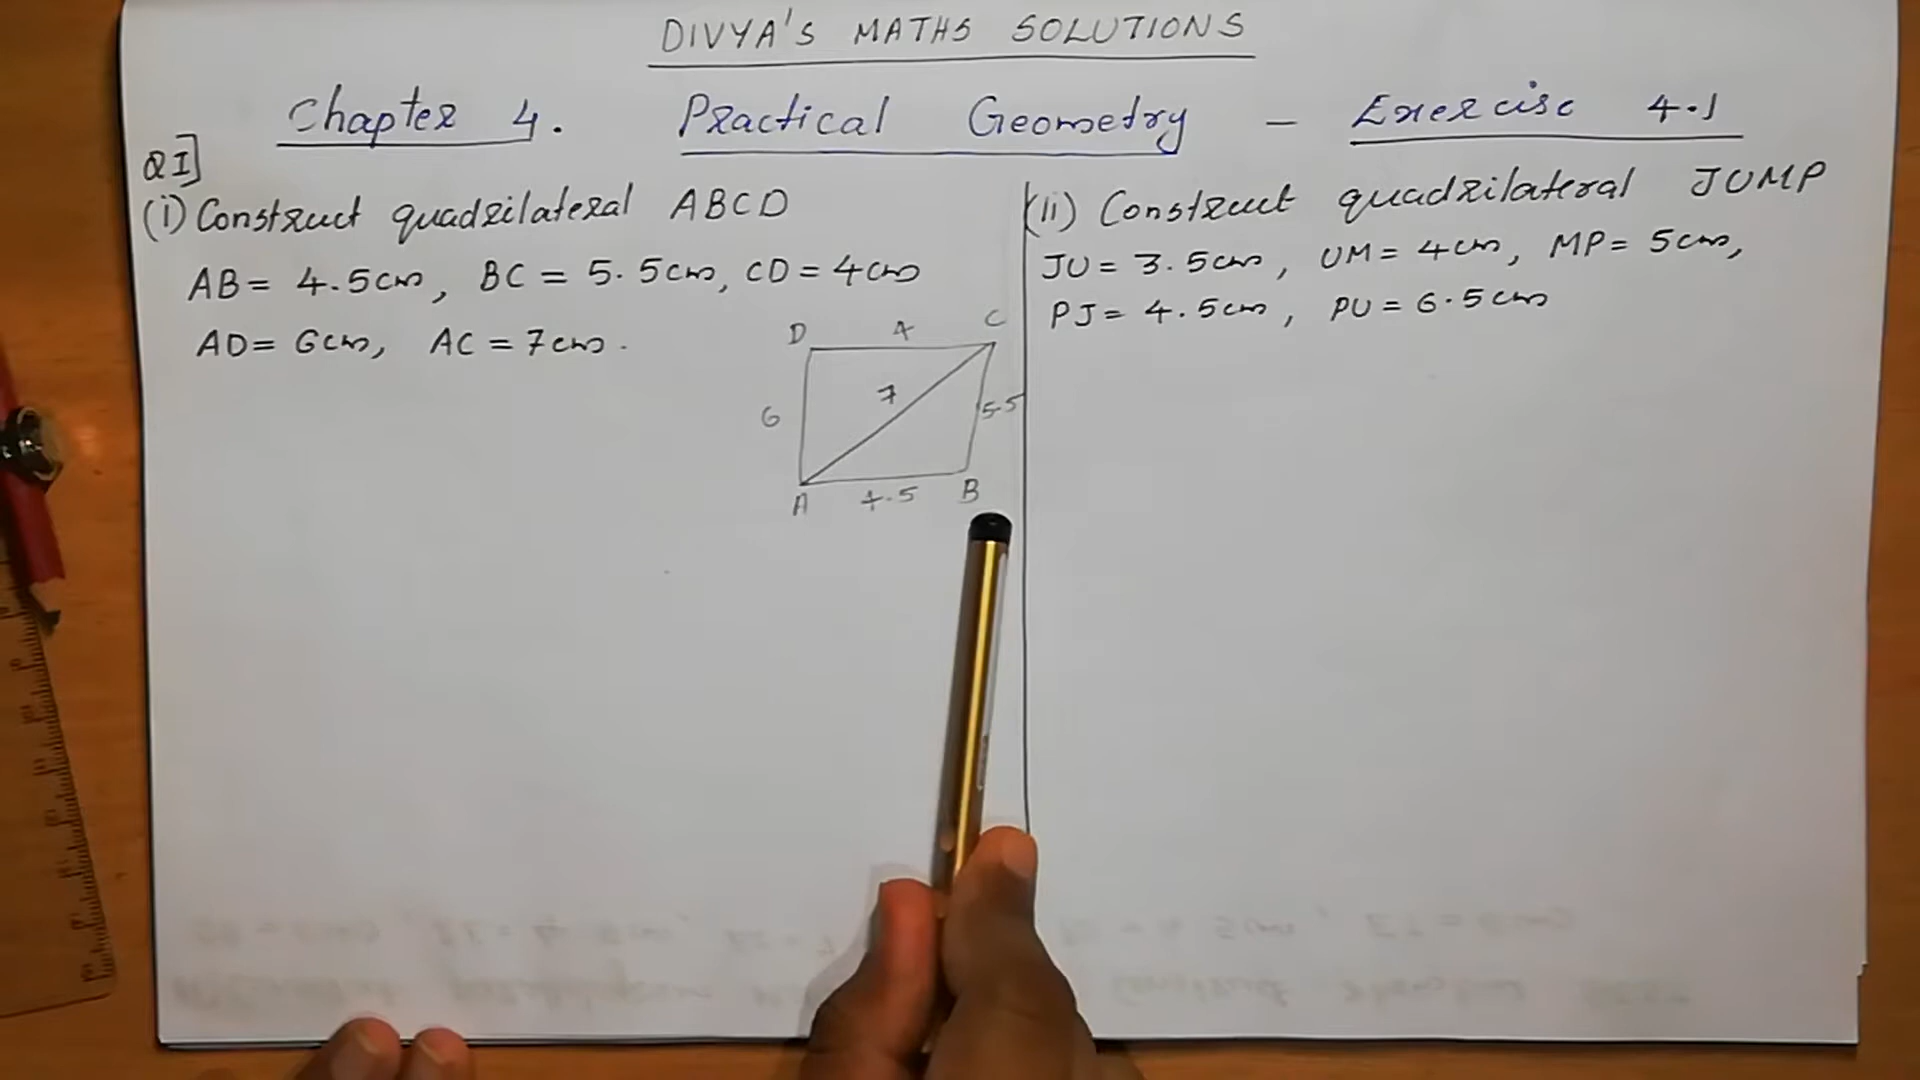 DIVYA'S MATHS SOLUTIONS
Chapter 4. Practical Geometry - Exercise 4.1
Q1]
(i) Construct quadrilateral ABCD
AB = 4.5cm, BC = 5.5cm, CD = 4cm
AD = 6cm, AC = 7cm.
D 4 C
7
6 5.5
A 4.5 B
(ii) Construct quadrilateral JUMP
JU = 3.5cm, UM = 4cm, MP = 5cm,
PJ = 4.5cm, PU = 6.5cm